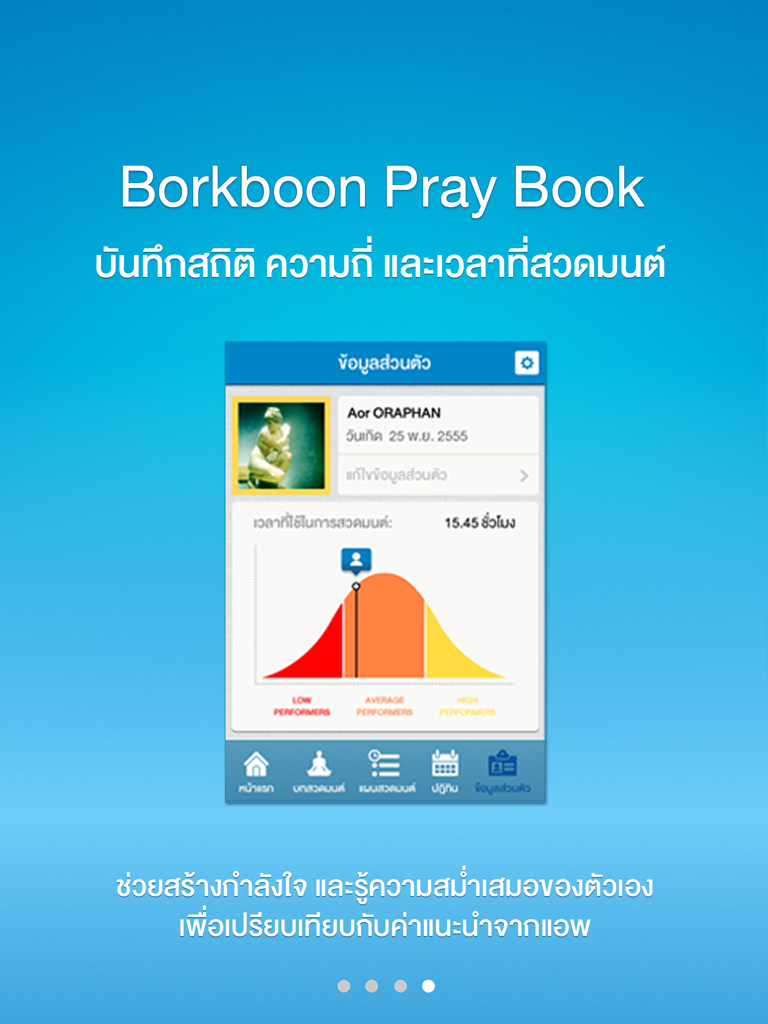 Borkboon Pray Book
บันทึกสถิติ ความถี่ และเวลาที่สวดมนต์
ข้อมูลส่วนตัว
Aor ORAPHAN
วันเกิด 25 พ.ย. 2555
แก้ไขข้อมูลส่วนตัว
เวลาที่ใช้ในการสวดมนต์: 15.45 ชั่วโมง
LOW PERFORMERS
AVERAGE PERFORMERS
HIGH PERFORMERS
หน้าแรก บทสวดมนต์ แผนสวดมนต์ ปฏิทิน ข้อมูลส่วนตัว
ช่วยสร้างกำลังใจ และรู้ความสม่ำเสมอของตัวเอง
เพื่อเปรียบเทียบกับค่าแนะนำจากแอพ